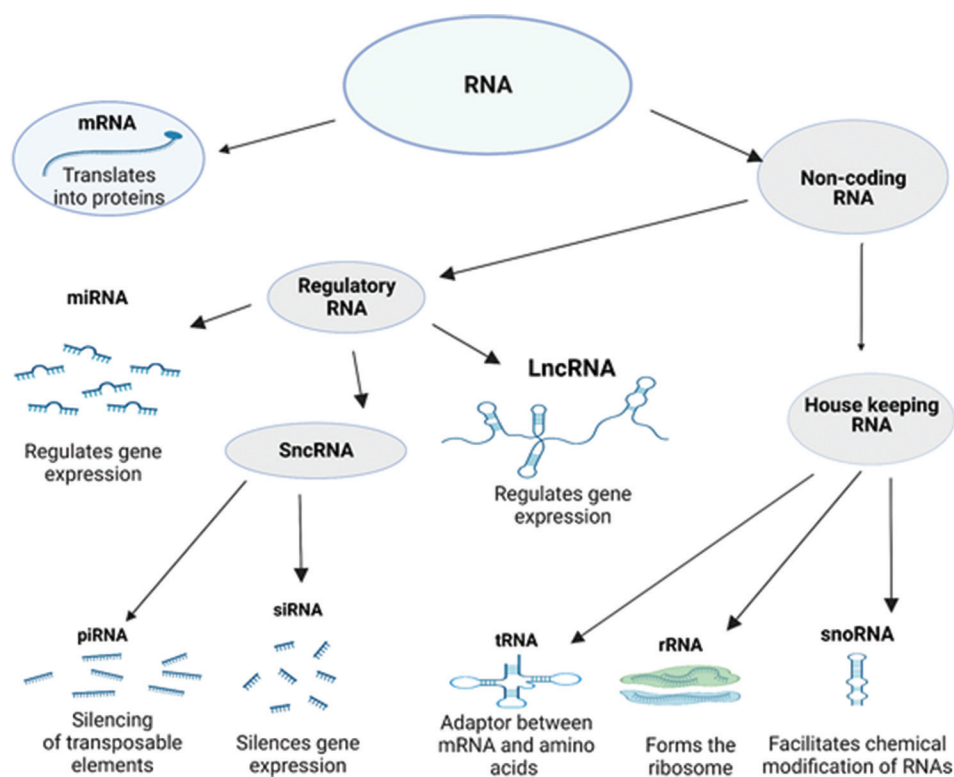 RNA
mRNA
Translates
into proteins
Non-coding
RNA
Regulatory
RNA
miRNA
Regulates gene
expression
LncRNA
Regulates gene
expression
House keeping
RNA
SncRNA
piRNA
Silencing
of transposable
elements
siRNA
Silences gene
expression
tRNA
Adaptor between
mRNA and amino
acids
rRNA
Forms the
ribosome
snoRNA
Facilitates chemical
modification of RNAs